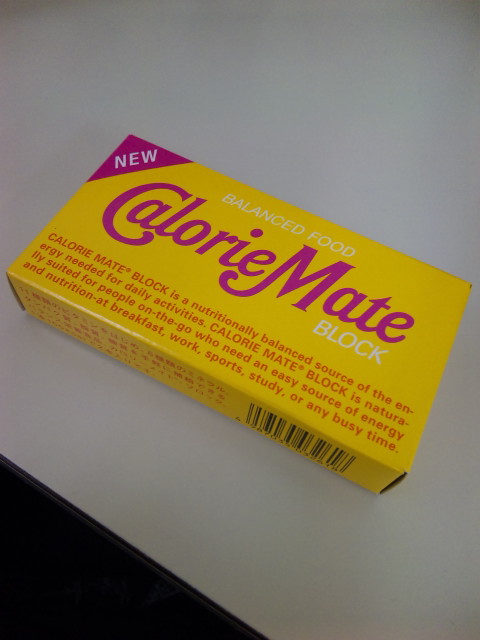 NEW
BALANCED FOOD
CalorieMate
BLOCK
CALORIE MATE® BLOCK is a nutritionally balanced source of the en-
ergy needed for daily activities. CALORIE MATE® BLOCK is natura-
lly suited for people on-the-go who need an easy source of energy
and nutrition-at breakfast, work, sports, study, or any busy time.